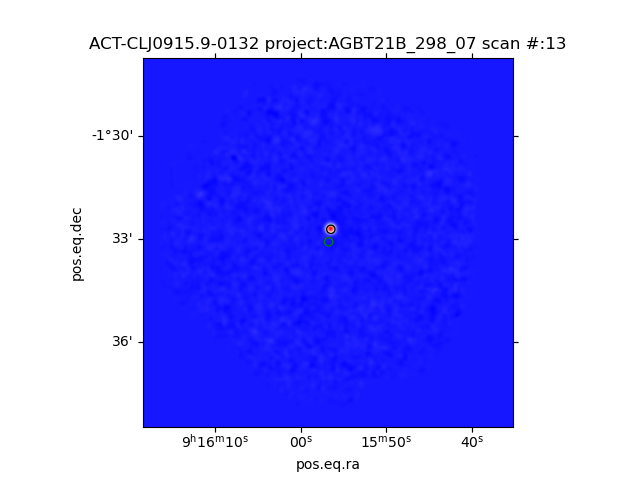 ACT-CLJ0915.9-0132 project:AGBT21B_298_07 scan #:13
-1°30'
33'
36'
pos.eq.dec
9ʰ16ᵐ10ˢ 00ˢ 15ᵐ50ˢ 40ˢ
pos.eq.ra